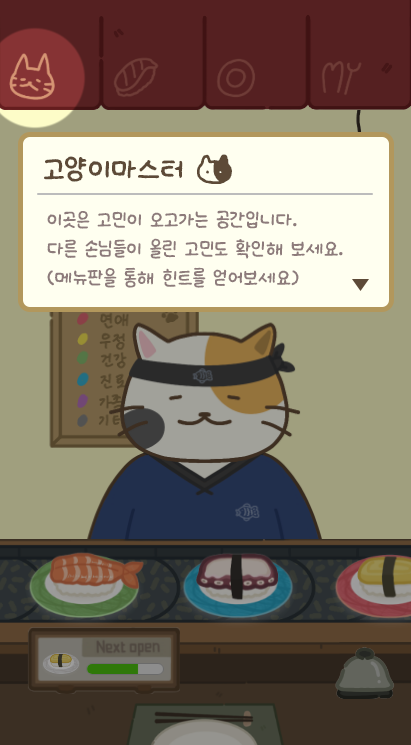 고양이마스터
이곳은 고민이 오고가는 공간입니다.
다른 손님들이 올린 고민도 확인해 보세요.
(메뉴판을 통해 힌트를 얻어보세요)
연애
우정
건강
진로
가족
기타
Next open